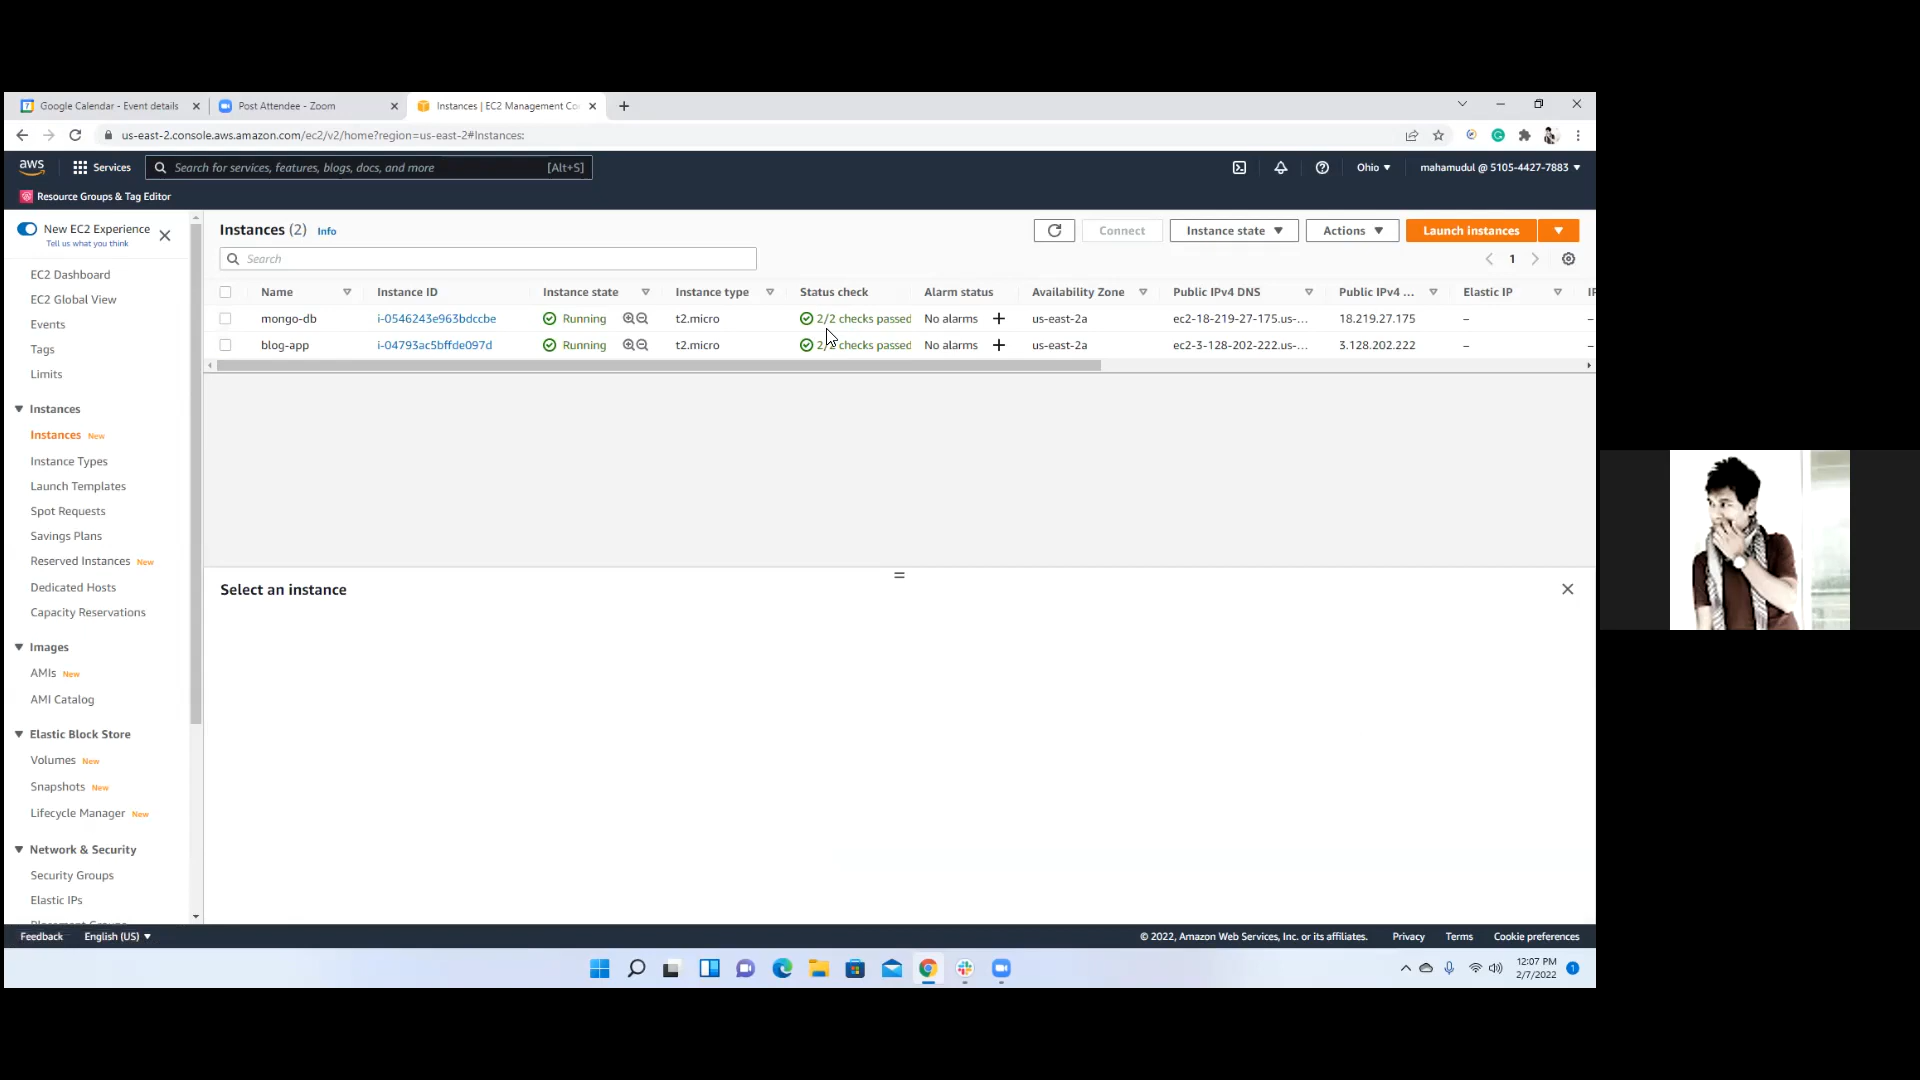 Google Calendar - Event details
Post Attendee - Zoom
Instances | EC2 Management Co
us-east-2.console.aws.amazon.com/ec2/v2/home?region=us-east-2#Instances:
aws
Services
Search for services, features, blogs, docs, and more
[Alt+S]
Ohio
mahamudul @ 5105-4427-7883
Resource Groups & Tag Editor
New EC2 Experience
Tell us what you think
EC2 Dashboard
EC2 Global View
Events
Tags
Limits
Instances
Instances New
Instance Types
Launch Templates
Spot Requests
Savings Plans
Reserved Instances New
Dedicated Hosts
Capacity Reservations
Images
AMIs New
AMI Catalog
Elastic Block Store
Volumes New
Snapshots New
Lifecycle Manager New
Network & Security
Security Groups
Elastic IPs
Instances (2) Info
Connect
Instance state
Actions
Launch instances
Search
1
Name Instance ID Instance state Instance type Status check Alarm status Availability Zone Public IPv4 DNS Public IPv4 ... Elastic IP
mongo-db i-0546243e963bdccbe Running t2.micro 2/2 checks passed No alarms + us-east-2a ec2-18-219-27-175.us-... 18.219.27.175 –
blog-app i-04793ac5bffde097d Running t2.micro 2/2 checks passed No alarms + us-east-2a ec2-3-128-202-222.us-... 3.128.202.222 –
Select an instance
Feedback
English (US)
© 2022, Amazon Web Services, Inc. or its affiliates.
Privacy
Terms
Cookie preferences
12:07 PM
2/7/2022
1